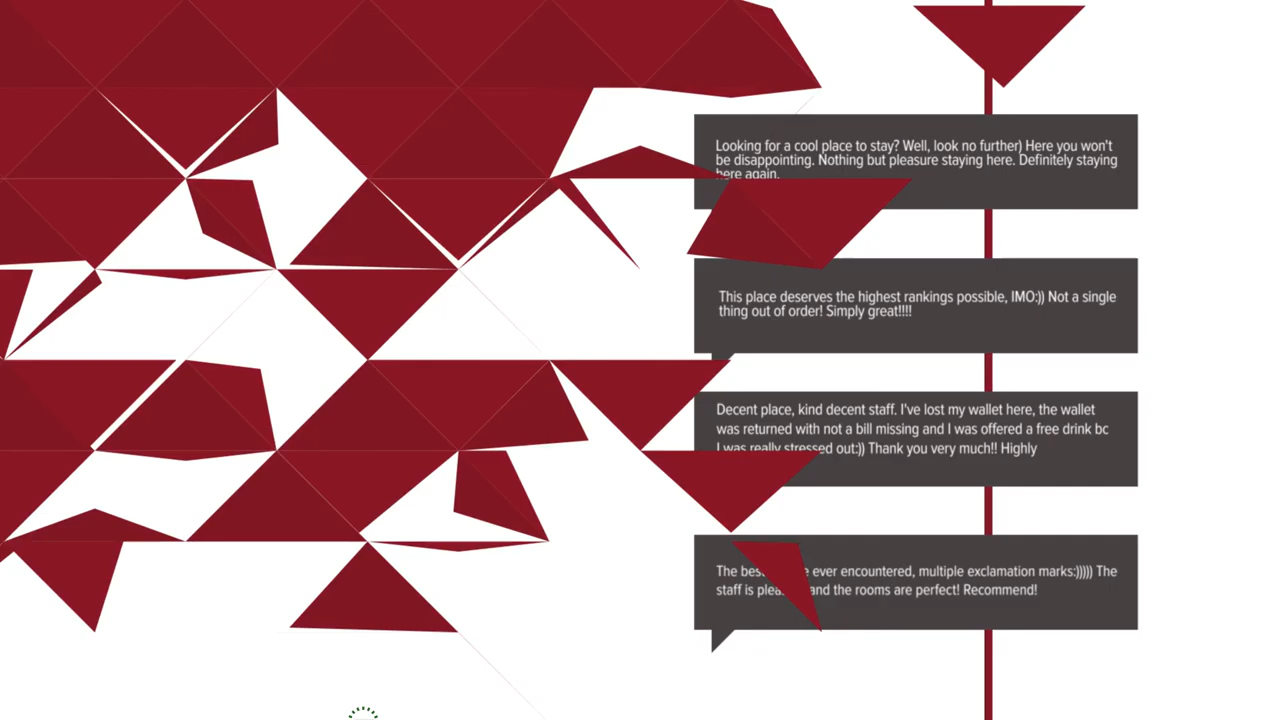 Looking for a cool place to stay? Well, look no further) Here you won't
be disappointing. Nothing but pleasure staying here. Definitely staying
here again.
This place deserves the highest rankings possible, IMO:)) Not a single
thing out of order! Simply great!!!!
Decent place, kind decent staff. I've lost my wallet here, the wallet
was returned with not a bill missing and I was offered a free drink bc
I was really stressed out:)) Thank you very much!! Highly
The best ever encountered, multiple exclamation marks:))))) The
staff is and the rooms are perfect! Recommend!